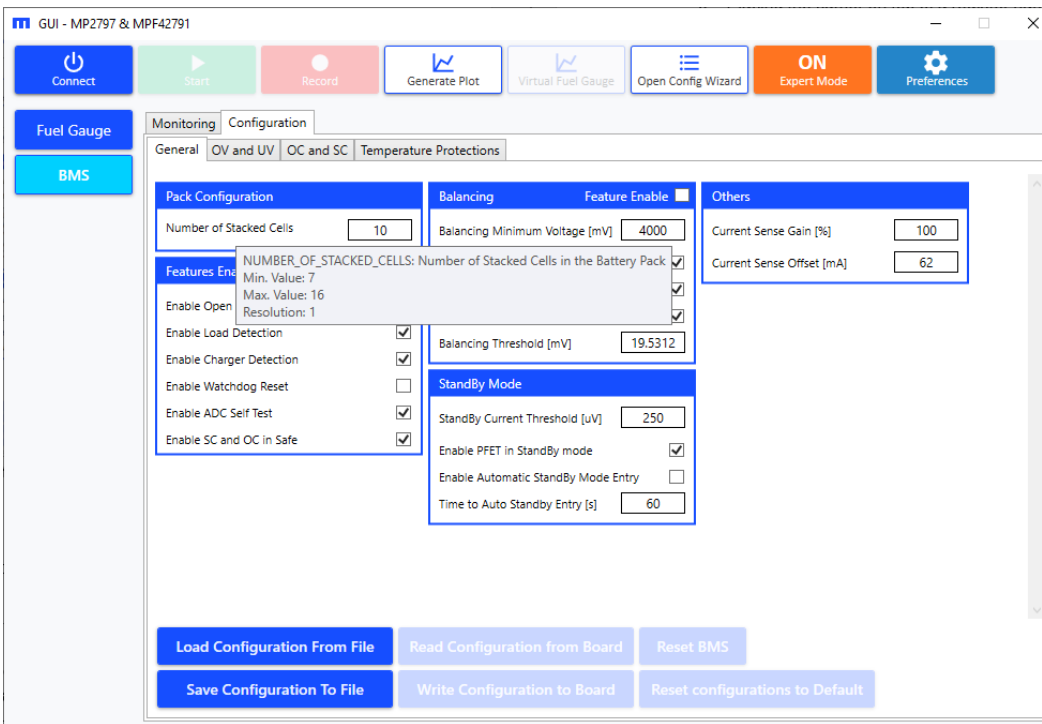 GUI - MP2797 & MPF42791
Connect
Start
Record
Generate Plot
Virtual Fuel Gauge
Open Config Wizard
ON
Expert Mode
Preferences
Fuel Gauge
BMS
Monitoring Configuration
General OV and UV OC and SC Temperature Protections
Pack Configuration
Number of Stacked Cells 10
NUMBER_OF_STACKED_CELLS: Number of Stacked Cells in the Battery Pack
Min. Value: 7
Max. Value: 16
Resolution: 1
Features Ena
Enable Open
Enable Load Detection
Enable Charger Detection
Enable Watchdog Reset
Enable ADC Self Test
Enable SC and OC in Safe
Balancing Feature Enable
Balancing Minimum Voltage [mV] 4000
Balancing Threshold [mV] 19.5312
StandBy Mode
StandBy Current Threshold [uV] 250
Enable PFET in StandBy mode
Enable Automatic StandBy Mode Entry
Time to Auto Standby Entry [s] 60
Others
Current Sense Gain [%] 100
Current Sense Offset [mA] 62
Load Configuration From File
Read Configuration from Board
Reset BMS
Save Configuration To File
Write Configuration to Board
Reset configurations to Default